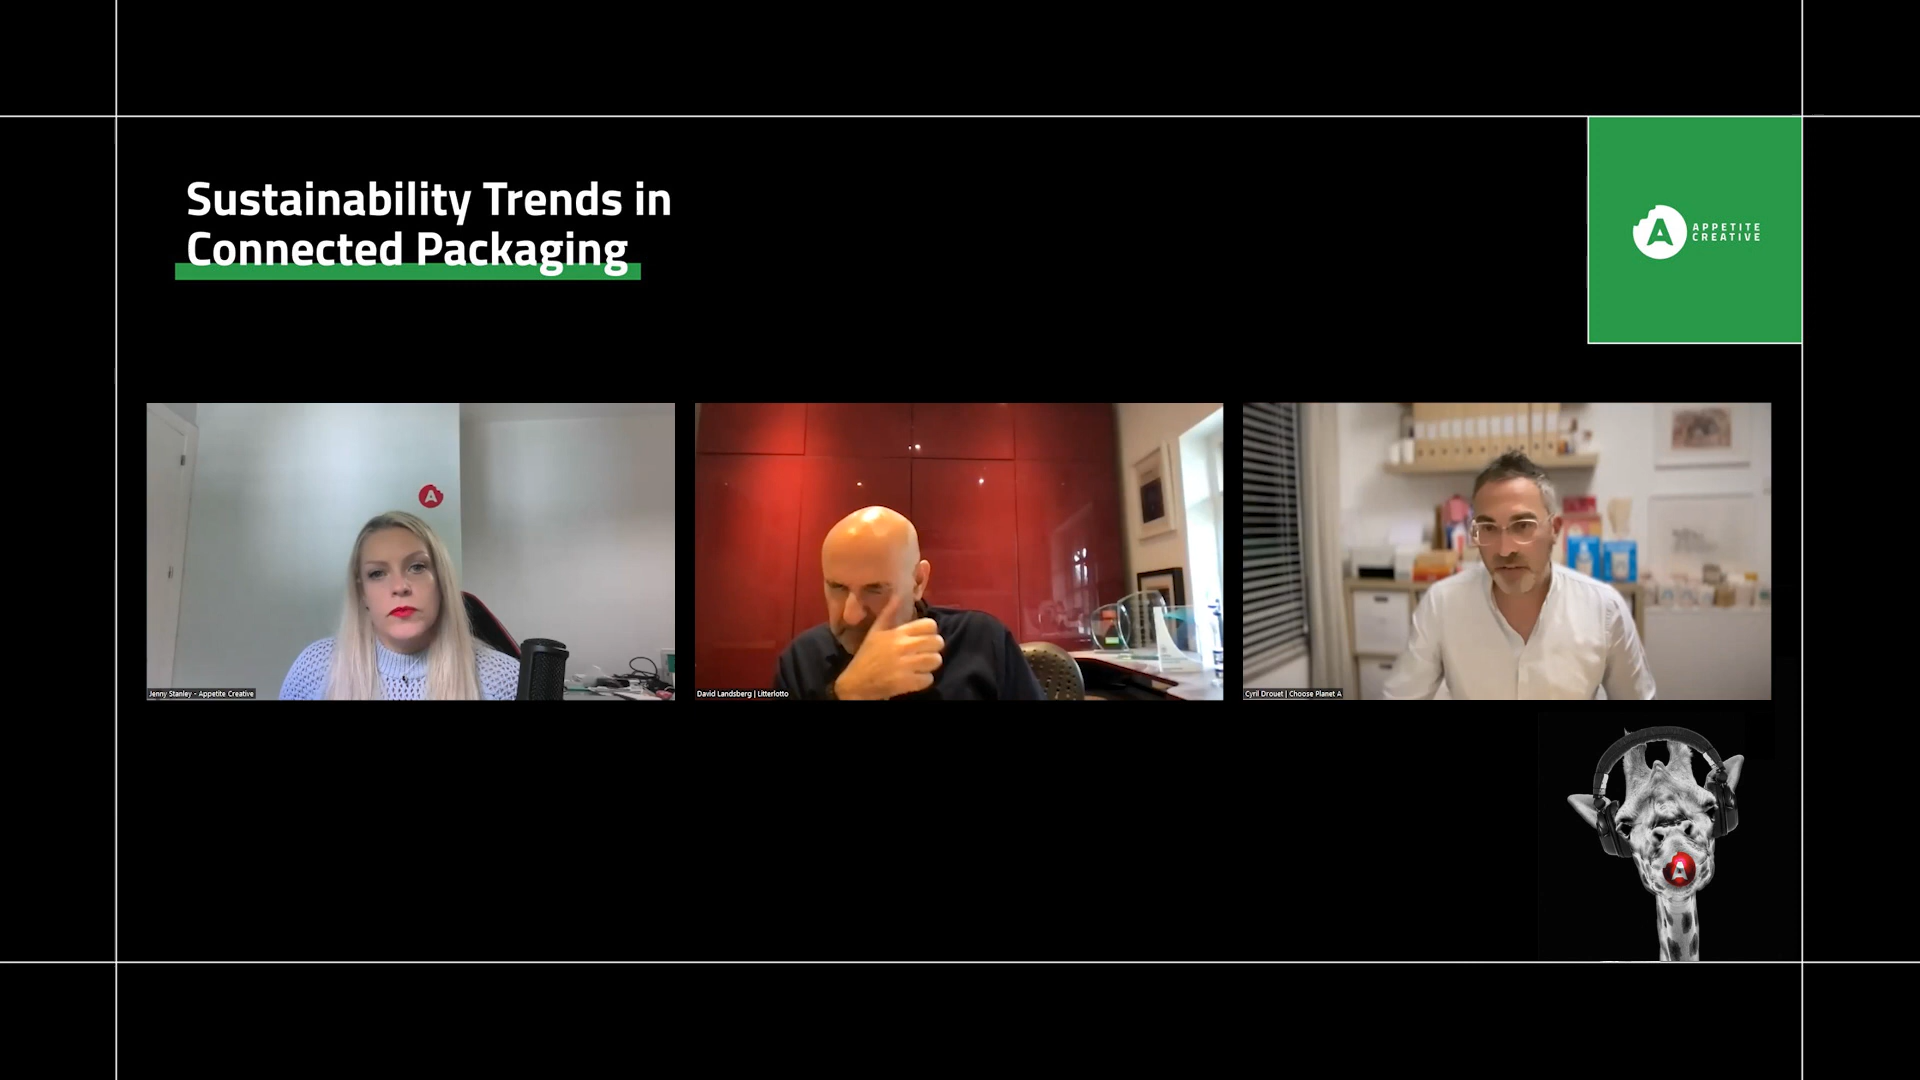 Sustainability Trends in
Connected Packaging
APPETITE
CREATIVE
Jenny Stanley - Appetite Creative
David Landsberg | Litterlotto
Cyril Drouet | Choose Planet A